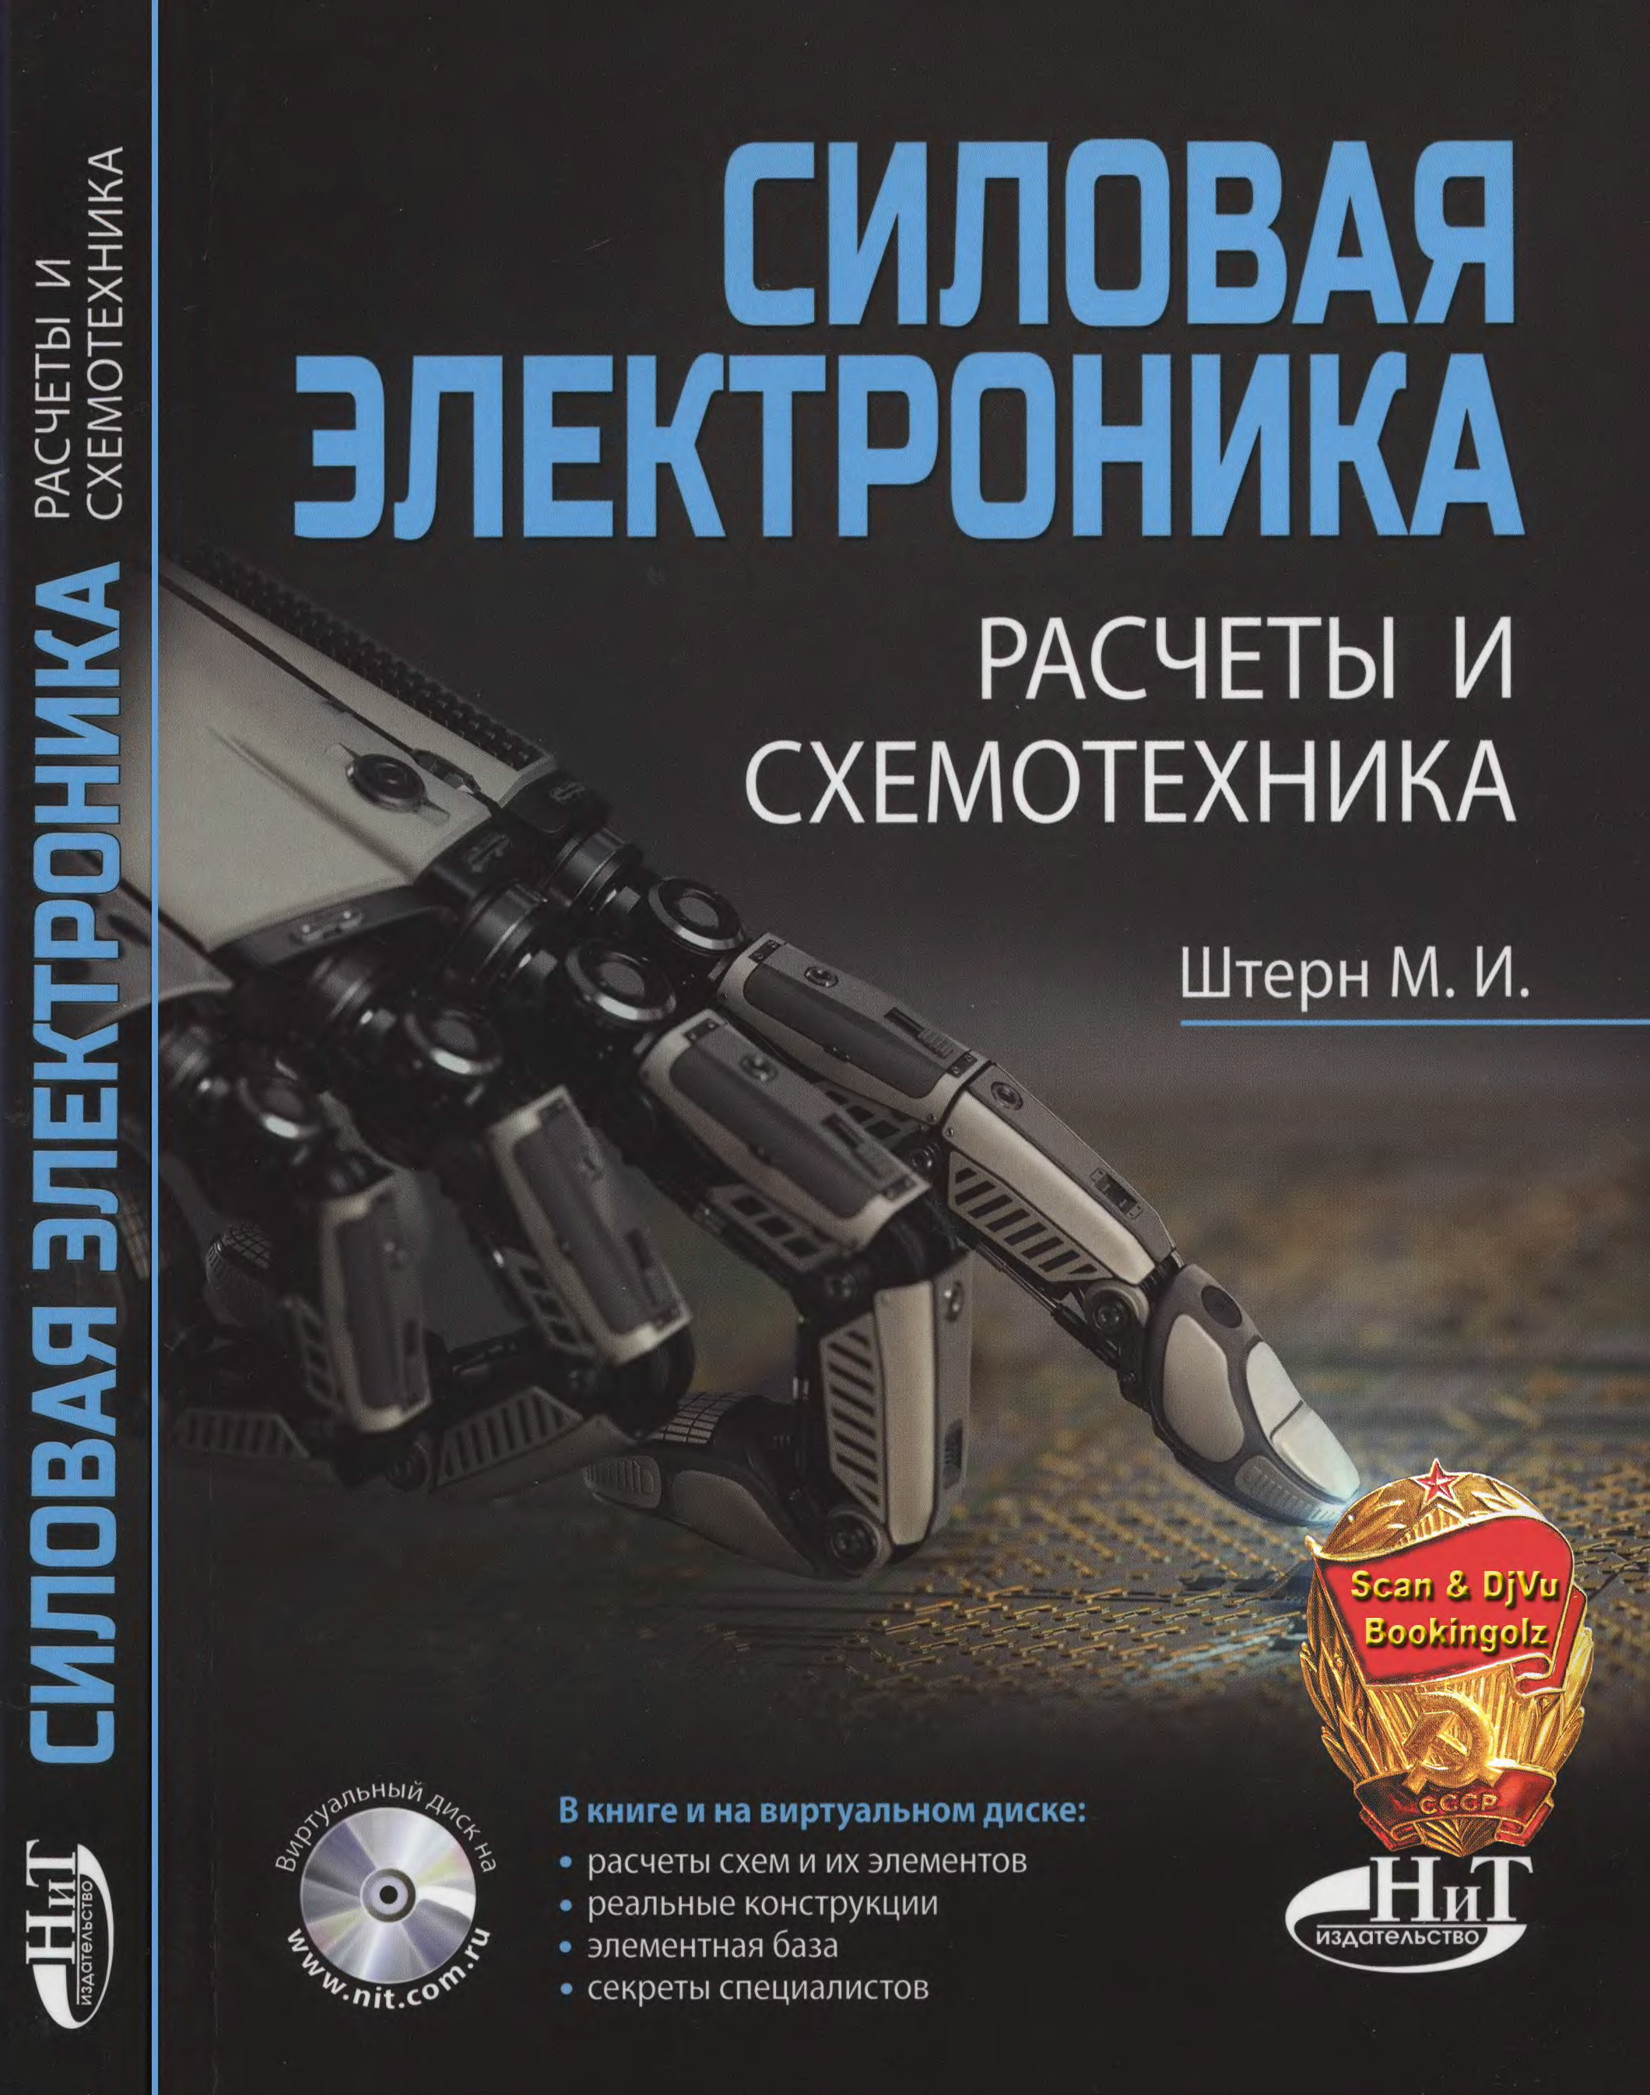 СИЛОВАЯ ЭЛЕКТРОНИКА
РАСЧЕТЫ И
СХЕМОТЕХНИКА
НиТ
издательство
СИЛОВАЯ
ЭЛЕКТРОНИКА
РАСЧЕТЫ И
СХЕМОТЕХНИКА
Штерн М. И.
Scan & DjVu
Bookingolz
СССР
Виртуальный диск на
www.nit.com.ru
В книге и на виртуальном диске:
• расчеты схем и их элементов
• реальные конструкции
• элементная база
• секреты специалистов
НиТ
издательство